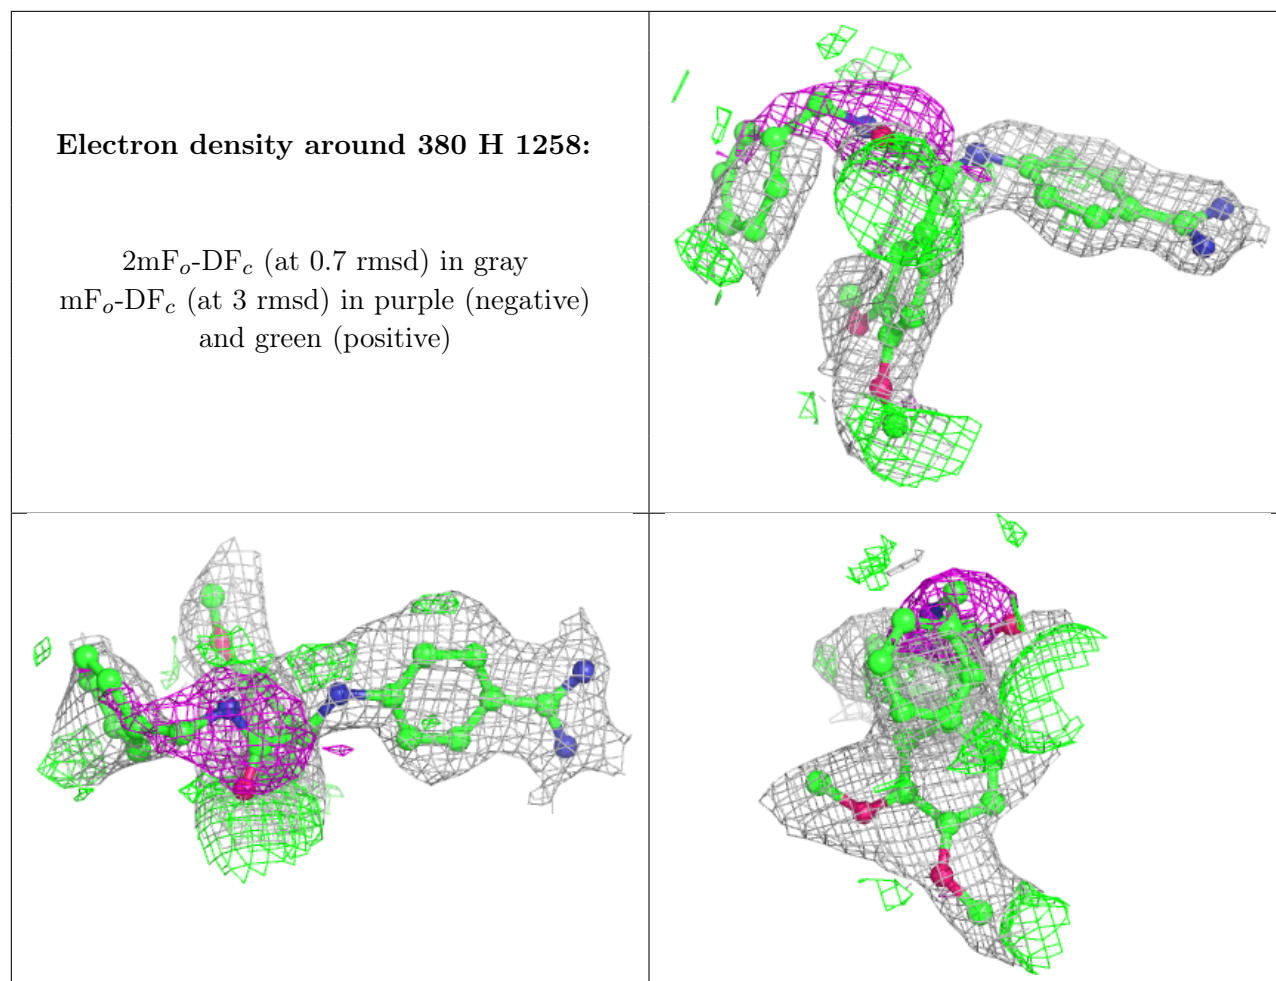 Electron density around 380 H 1258:
2mFo-DFc (at 0.7 rmsd) in gray
mFo-DFc (at 3 rmsd) in purple (negative)
and green (positive)